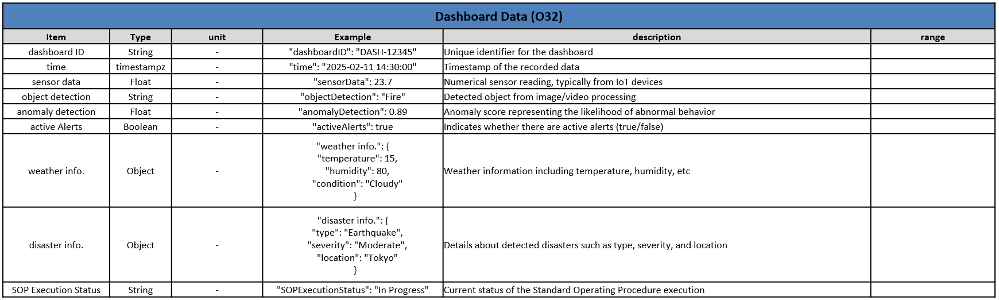 Dashboard Data (O32)
Item Type unit Example description range
dashboard ID String - "dashboardID": "DASH-12345" Unique identifier for the dashboard
time timestampz - "time": "2025-02-11 14:30:00" Timestamp of the recorded data
sensor data Float - "sensorData": 23.7 Numerical sensor reading, typically from IoT devices
object detection String - "objectDetection": "Fire" Detected object from image/video processing
anomaly detection Float - "anomalyDetection": 0.89 Anomaly score representing the likelihood of abnormal behavior
active Alerts Boolean - "activeAlerts": true Indicates whether there are active alerts (true/false)
"weather info.": {
"temperature": 15,
weather info. Object - "humidity": 80, Weather information including temperature, humidity, etc
"condition": "Cloudy"
}
"disaster info.": {
"type": "Earthquake",
disaster info. Object - "severity": "Moderate", Details about detected disasters such as type, severity, and location
"location": "Tokyo"
}
SOP Execution Status String - "SOPExecutionStatus": "In Progress" Current status of the Standard Operating Procedure execution